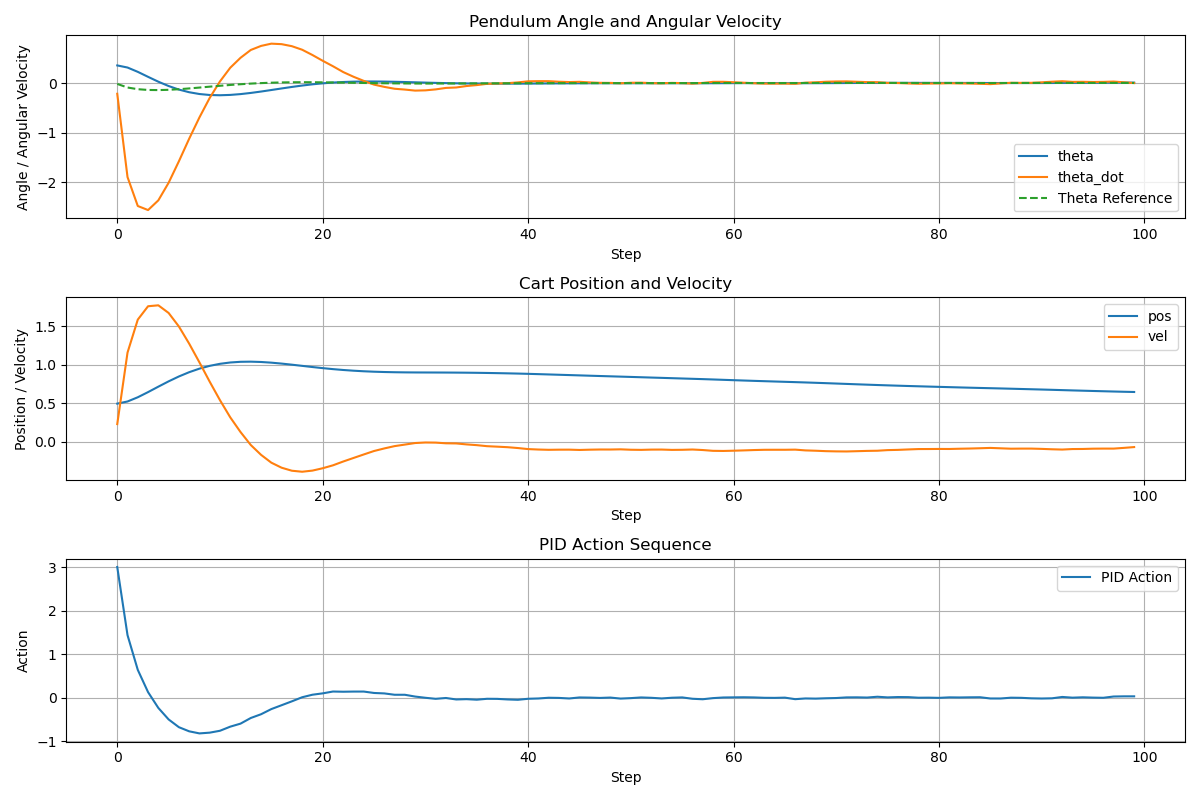 Pendulum Angle and Angular Velocity
Angle / Angular Velocity
0
−1
−2
theta
theta_dot
Theta Reference
0 20 40 60 80 100
Step
Cart Position and Velocity
Position / Velocity
1.5
1.0
0.5
0.0
pos
vel
0 20 40 60 80 100
Step
PID Action Sequence
Action
3
2
1
0
−1
PID Action
0 20 40 60 80 100
Step